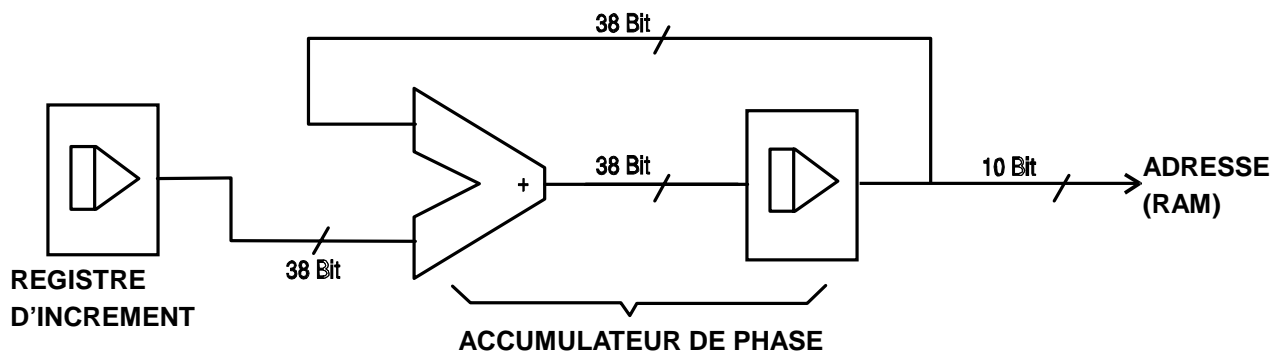 38 Bit
REGISTRE
D'INCREMENT
38 Bit
+
38 Bit
10 Bit
ADRESSE
(RAM)
ACCUMULATEUR DE PHASE